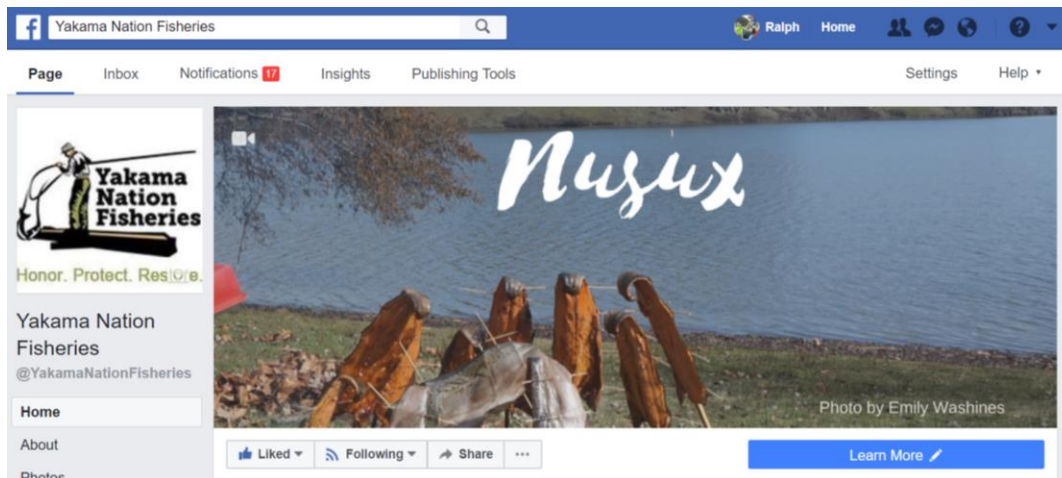 Yakama Nation Fisheries
Ralph
Home
Page
Inbox
Notifications 17
Insights
Publishing Tools
Settings
Help
Yakama
Nation
Fisheries
Honor. Protect. Restore.
Nusux
Photo by Emily Washines
Yakama Nation
Fisheries
@YakamaNationFisheries
Home
About
Photos
Liked
Following
Share
Learn More